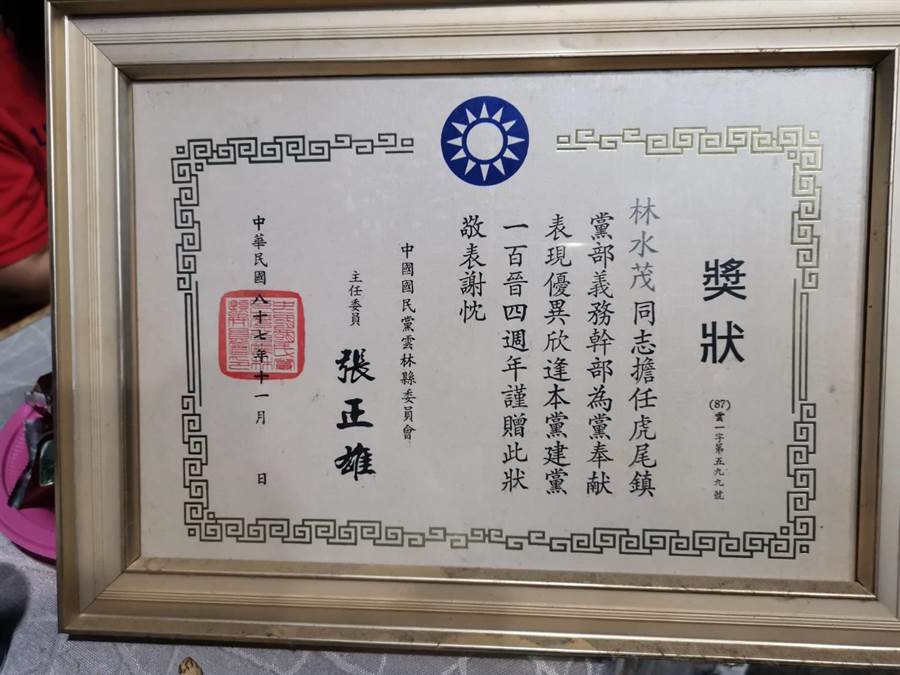 獎狀
(87)雲一字第五九九號
林水茂同志擔任虎尾鎮
黨部義務幹部為黨奉献
表現優異欣逢本黨建黨
一百晉四週年謹贈此狀
敬表謝忱
中國國民黨雲林縣委員會
主任委員 張正雄
中華民國八十七年十一月 日